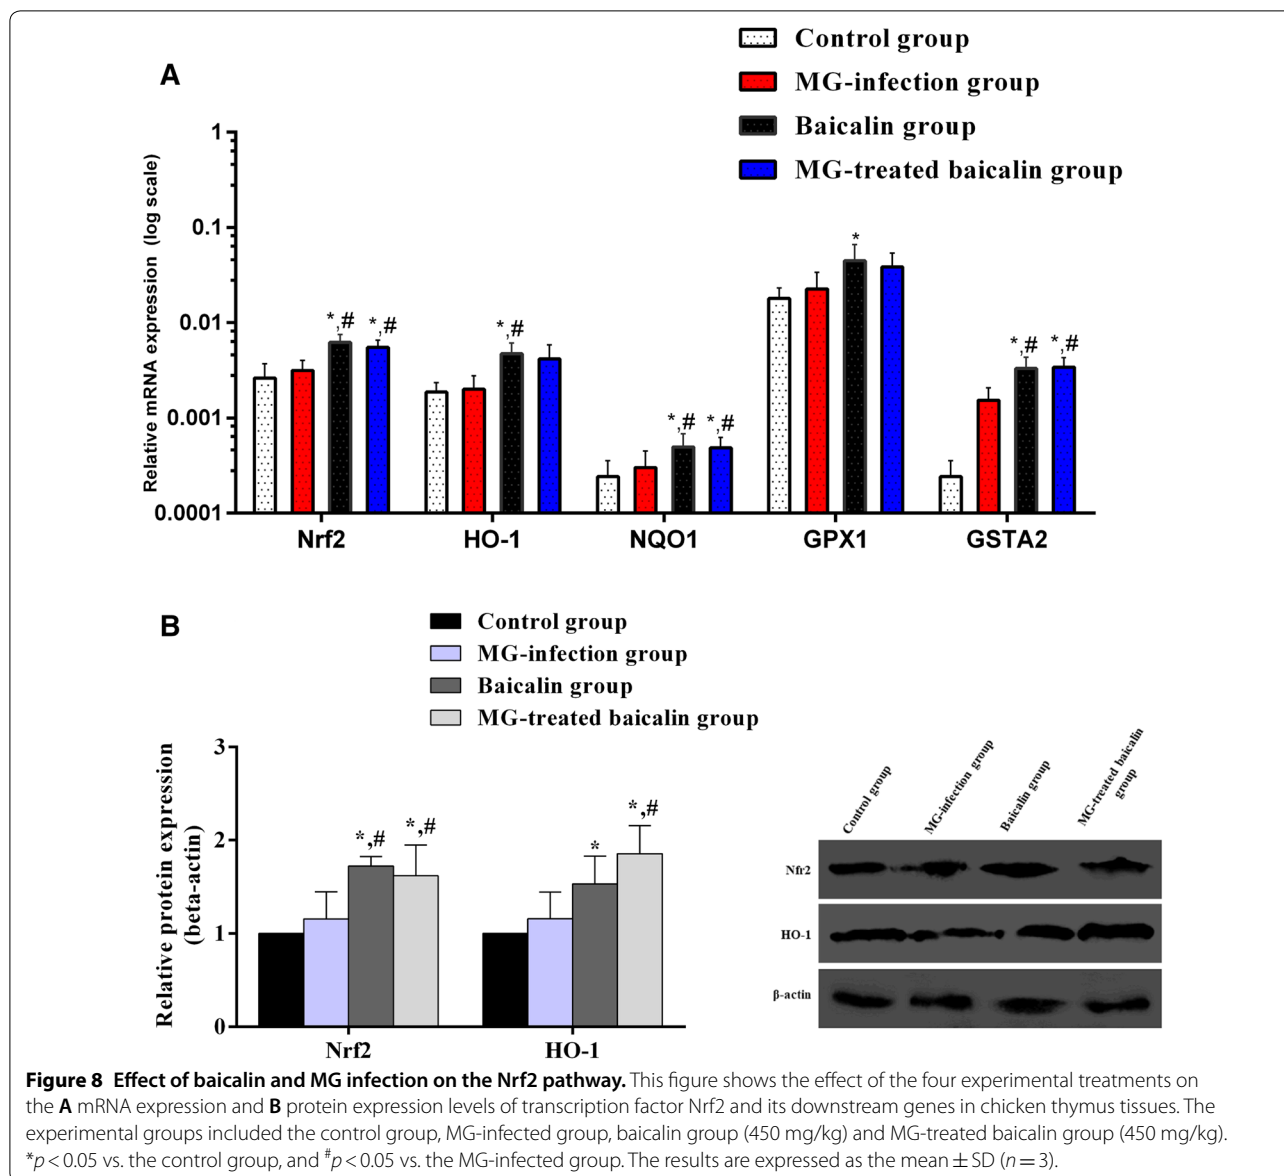 Control group
MG-infection group
Baicalin group
MG-treated baicalin group
A
Relative mRNA expression (log scale)
1
0.1
0.01
0.001
0.0001
*,#
*,#
*,#
*,#
*,#
*
*,#
*,#
Nrf2 HO-1 NQO1 GPX1 GSTA2
B
Control group
MG-infection group
Baicalin group
MG-treated baicalin group
Relative protein expression
(beta-actin)
3
2
1
0
*,#
*,#
*
*,#
Nrf2 HO-1
Control group
MG-infection group
Baicalin group
MG-treated baicalin
group
Nfr2
HO-1
β-actin
Figure 8 Effect of baicalin and MG infection on the Nrf2 pathway. This figure shows the effect of the four experimental treatments on
the A mRNA expression and B protein expression levels of transcription factor Nrf2 and its downstream genes in chicken thymus tissues. The
experimental groups included the control group, MG-infected group, baicalin group (450 mg/kg) and MG-treated baicalin group (450 mg/kg).
*p < 0.05 vs. the control group, and #p < 0.05 vs. the MG-infected group. The results are expressed as the mean ± SD (n = 3).